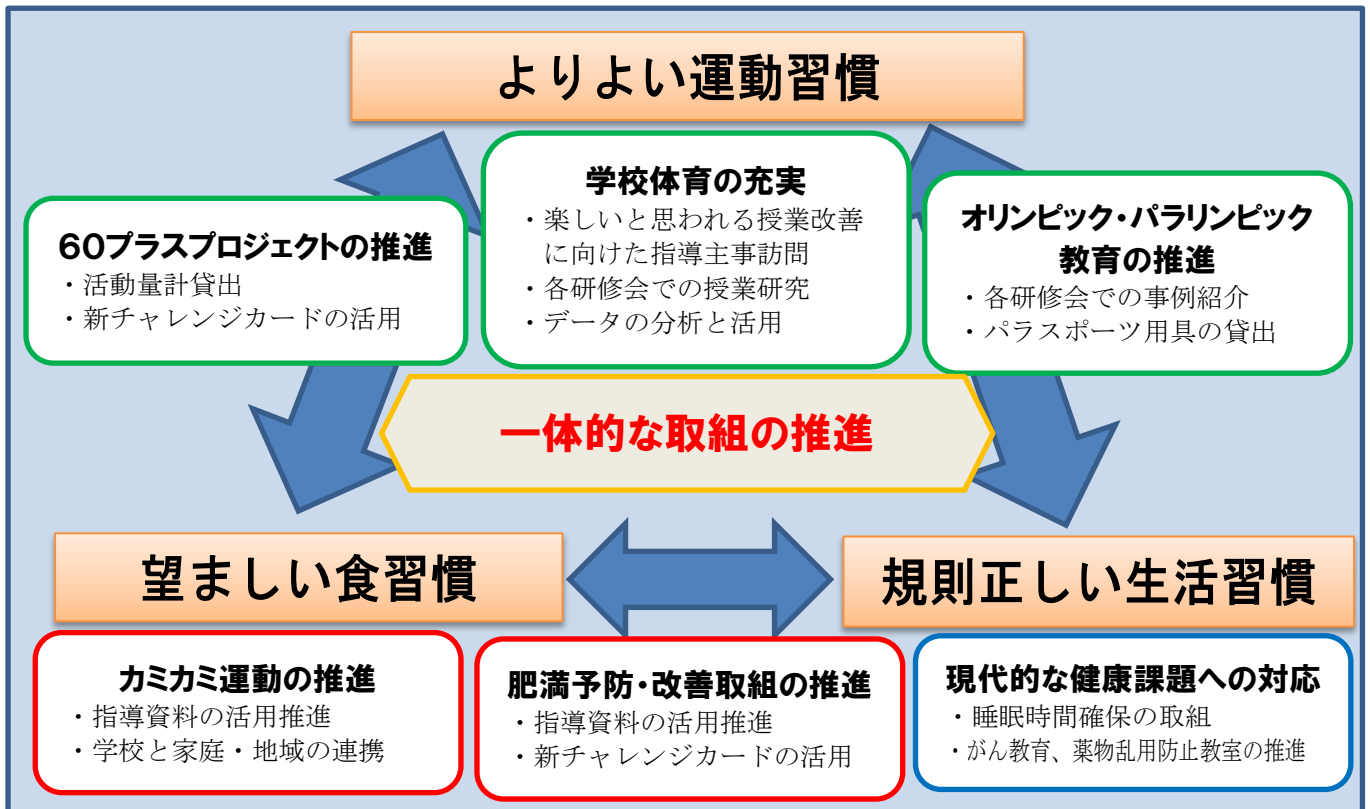 よりよい運動習慣
60プラスプロジェクトの推進
・活動量計貸出
・新チャレンジカードの活用
学校体育の充実
・楽しいと思われる授業改善
に向けた指導主事訪問
・各研修会での授業研究
・データの分析と活用
オリンピック・パラリンピック
教育の推進
・各研修会での事例紹介
・パラスポーツ用具の貸出
一体的な取組の推進
望ましい食習慣
規則正しい生活習慣
カミカミ運動の推進
・指導資料の活用推進
・学校と家庭・地域の連携
肥満予防・改善取組の推進
・指導資料の活用推進
・新チャレンジカードの活用
現代的な健康課題への対応
・睡眠時間確保の取組
・がん教育、薬物乱用防止教室の推進